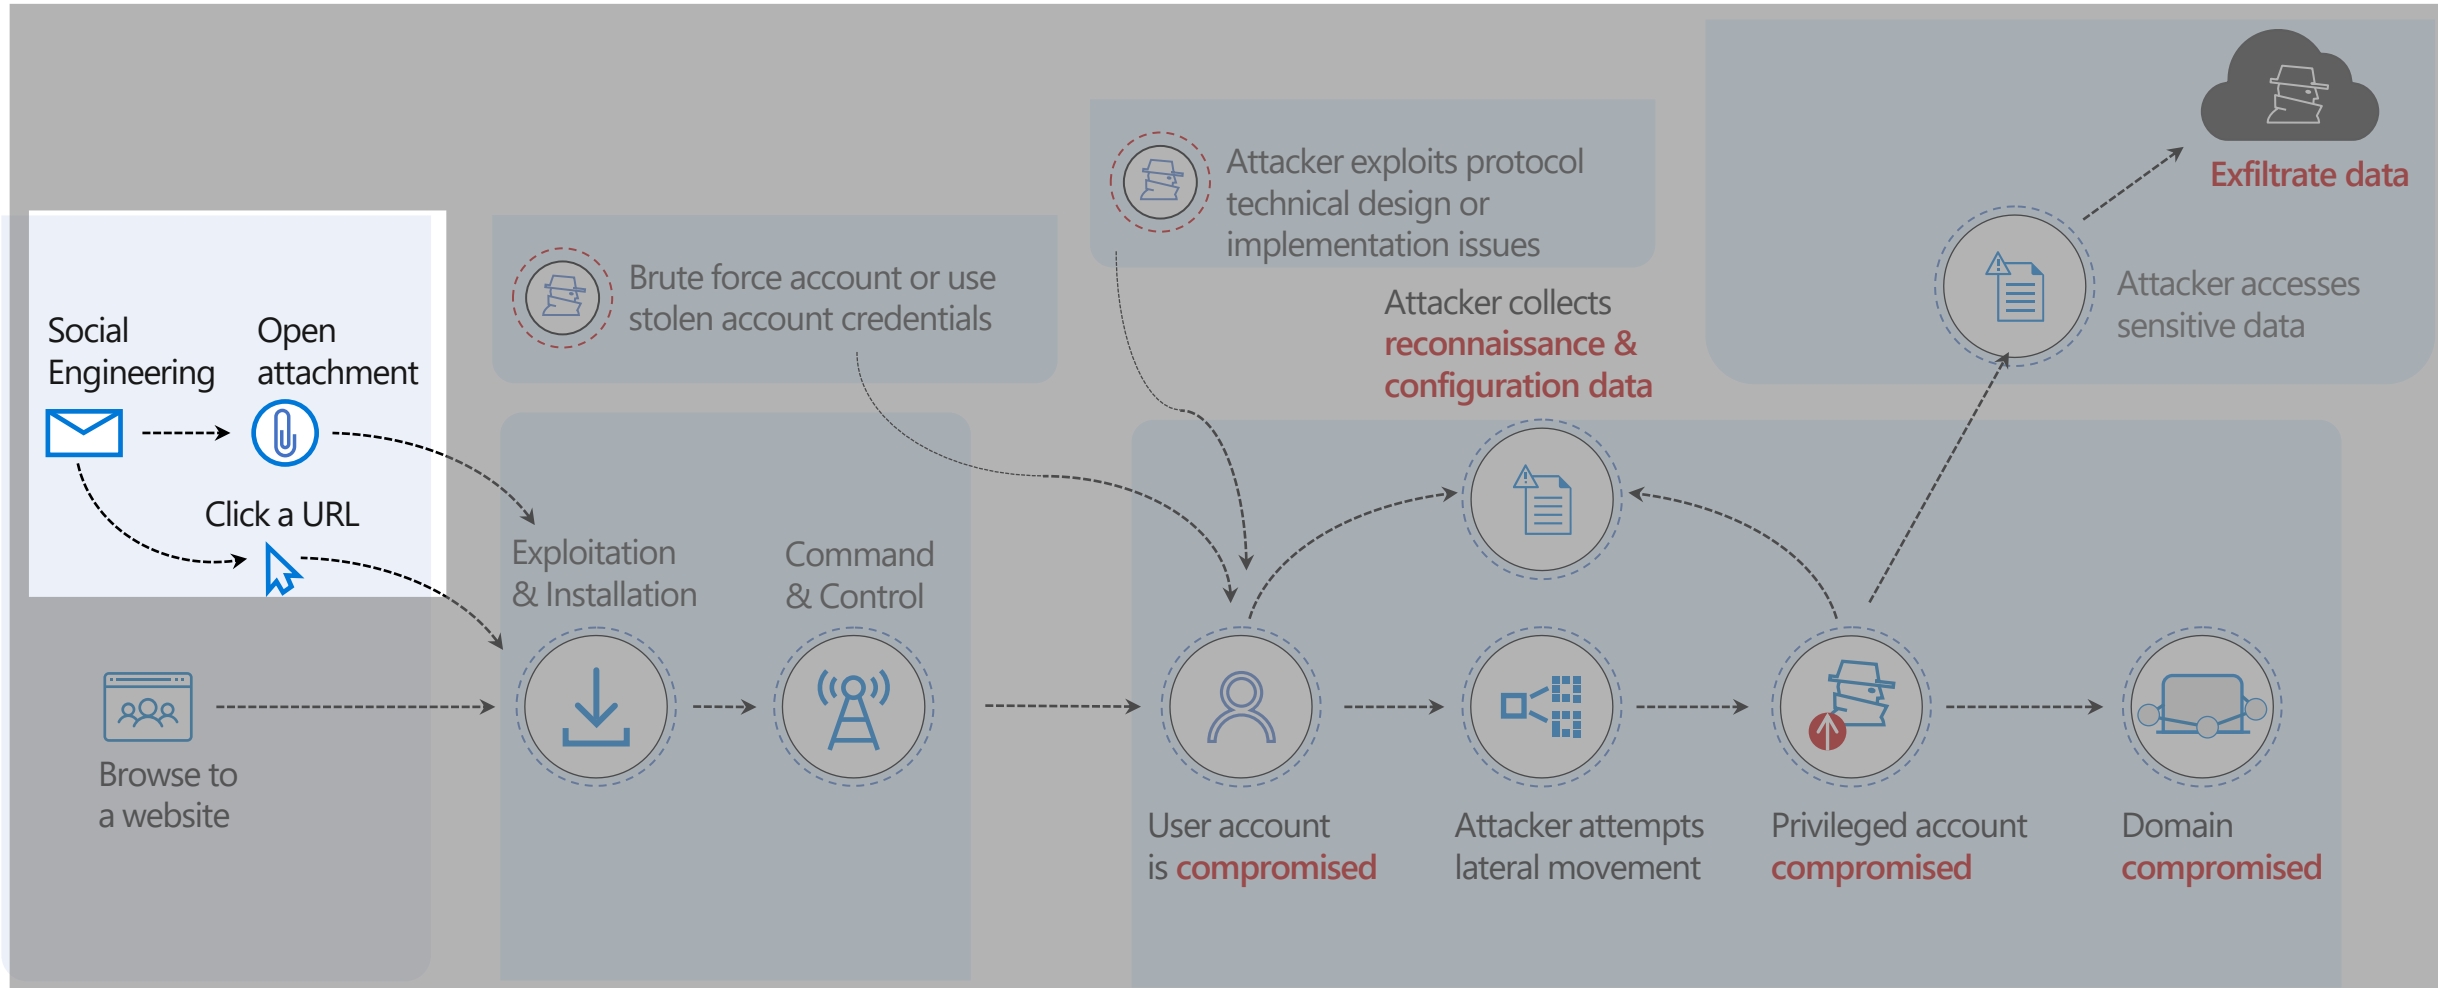 Social
Engineering
Open
attachment
Click a URL
Browse to
a website
Brute force account or use
stolen account credentials
Exploitation
& Installation
Command
& Control
Attacker exploits protocol
technical design or
implementation issues
Attacker collects
reconnaissance &
configuration data
User account
is compromised
Attacker attempts
lateral movement
Privileged account
compromised
Domain
compromised
Attacker accesses
sensitive data
Exfiltrate data